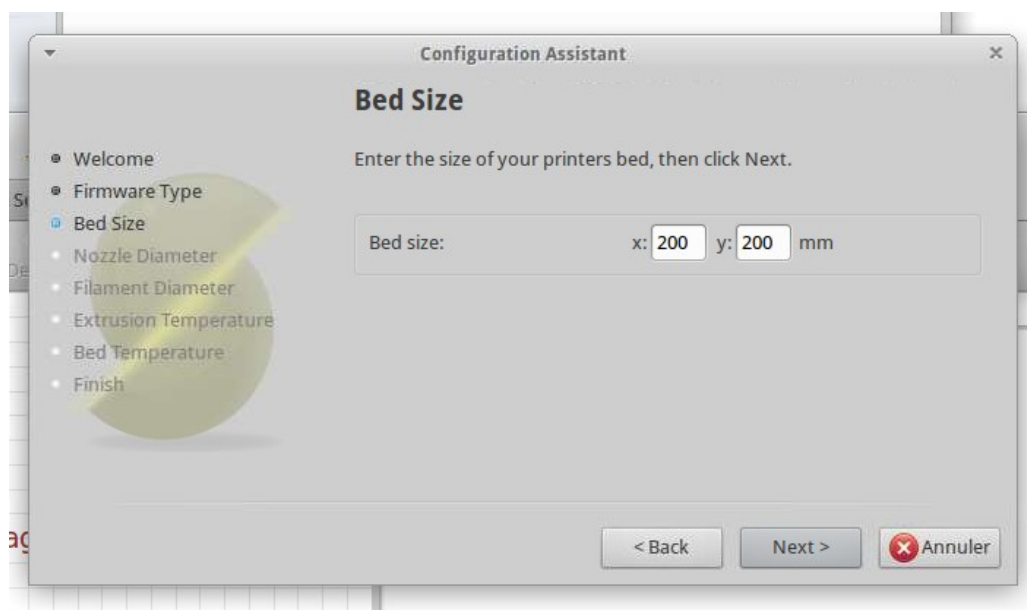 Configuration Assistant
Bed Size
Welcome
Firmware Type
Bed Size
Nozzle Diameter
Filament Diameter
Extrusion Temperature
Bed Temperature
Finish
Enter the size of your printers bed, then click Next.
Bed size: x: 200 y: 200 mm
< Back Next > Annuler